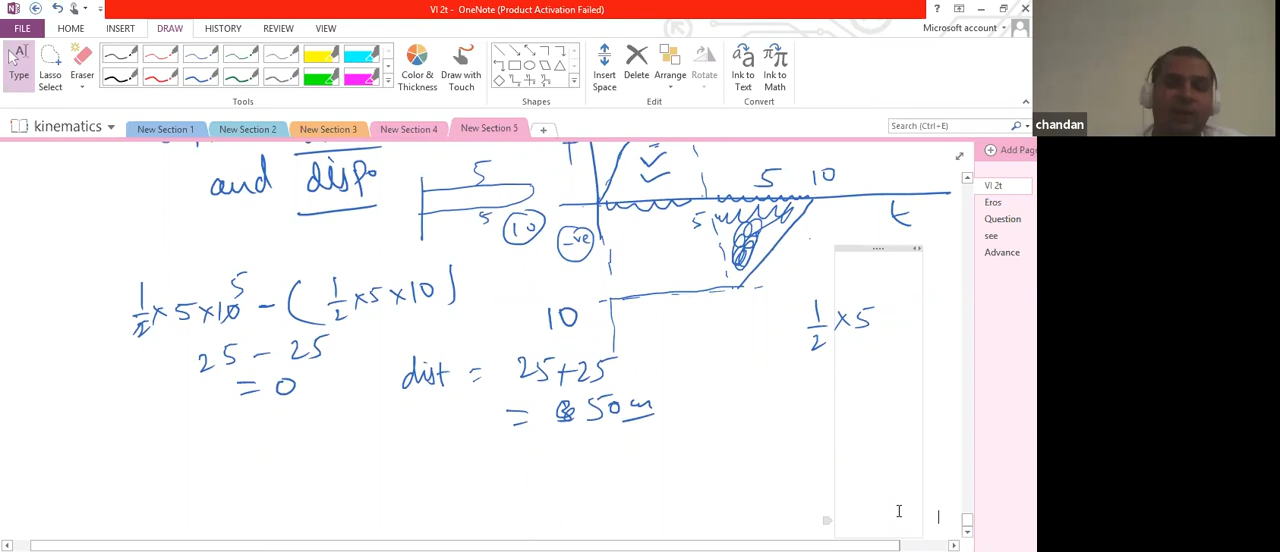 VI 2t - OneNote (Product Activation Failed)
FILE HOME INSERT DRAW HISTORY REVIEW VIEW
Microsoft account
Type
Lasso Select
Eraser
Color & Thickness
Draw with Touch
Insert Space
Delete
Arrange
Rotate
Ink to Text
Ink to Math
Tools
Shapes
Edit
Convert
kinematics
New Section 1
New Section 2
New Section 3
New Section 4
New Section 5
Search (Ctrl+E)
chandan
Add Page
VI 2t
Eros
Question
see
Advance
and disp
5
5
10
-ve
5 10
5
t
10
1/2 × 5 × 10 5 - ( 1/2 × 5 × 10 )
25 - 25
= 0
dist = 25 + 25
= 50 m
1/2 × 5